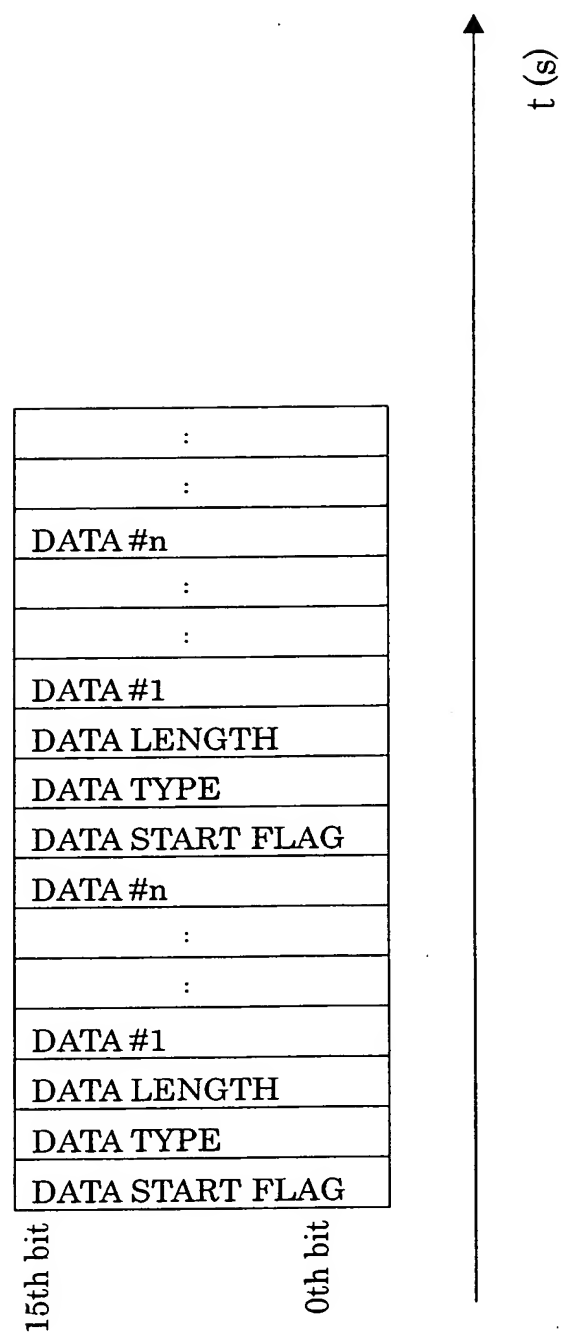 t (s)
:
:
DATA #n
:
:
DATA #1
DATA LENGTH
DATA TYPE
DATA START FLAG
DATA #n
:
:
DATA #1
DATA LENGTH
DATA TYPE
DATA START FLAG
15th bit
0th bit